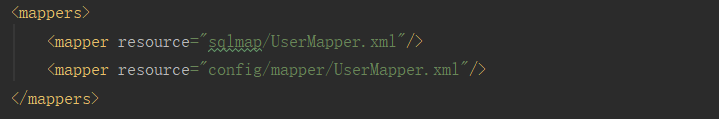 <mappers>
<mapper resource="sqlmap/UserMapper.xml"/>
<mapper resource="config/mapper/UserMapper.xml"/>
</mappers>